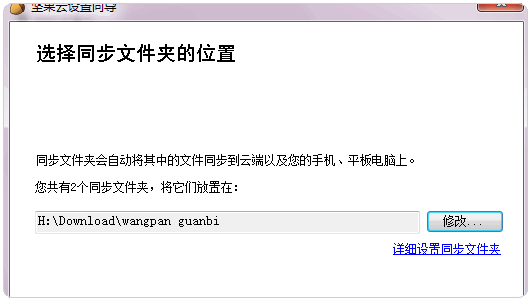 坚果云设置向导
选择同步文件夹的位置
同步文件夹会自动将其中的文件同步到云端以及您的手机、平板电脑上。
您共有2个同步文件夹，将它们放置在：
H:\Download\wangpan guanbi
修改...
详细设置同步文件夹